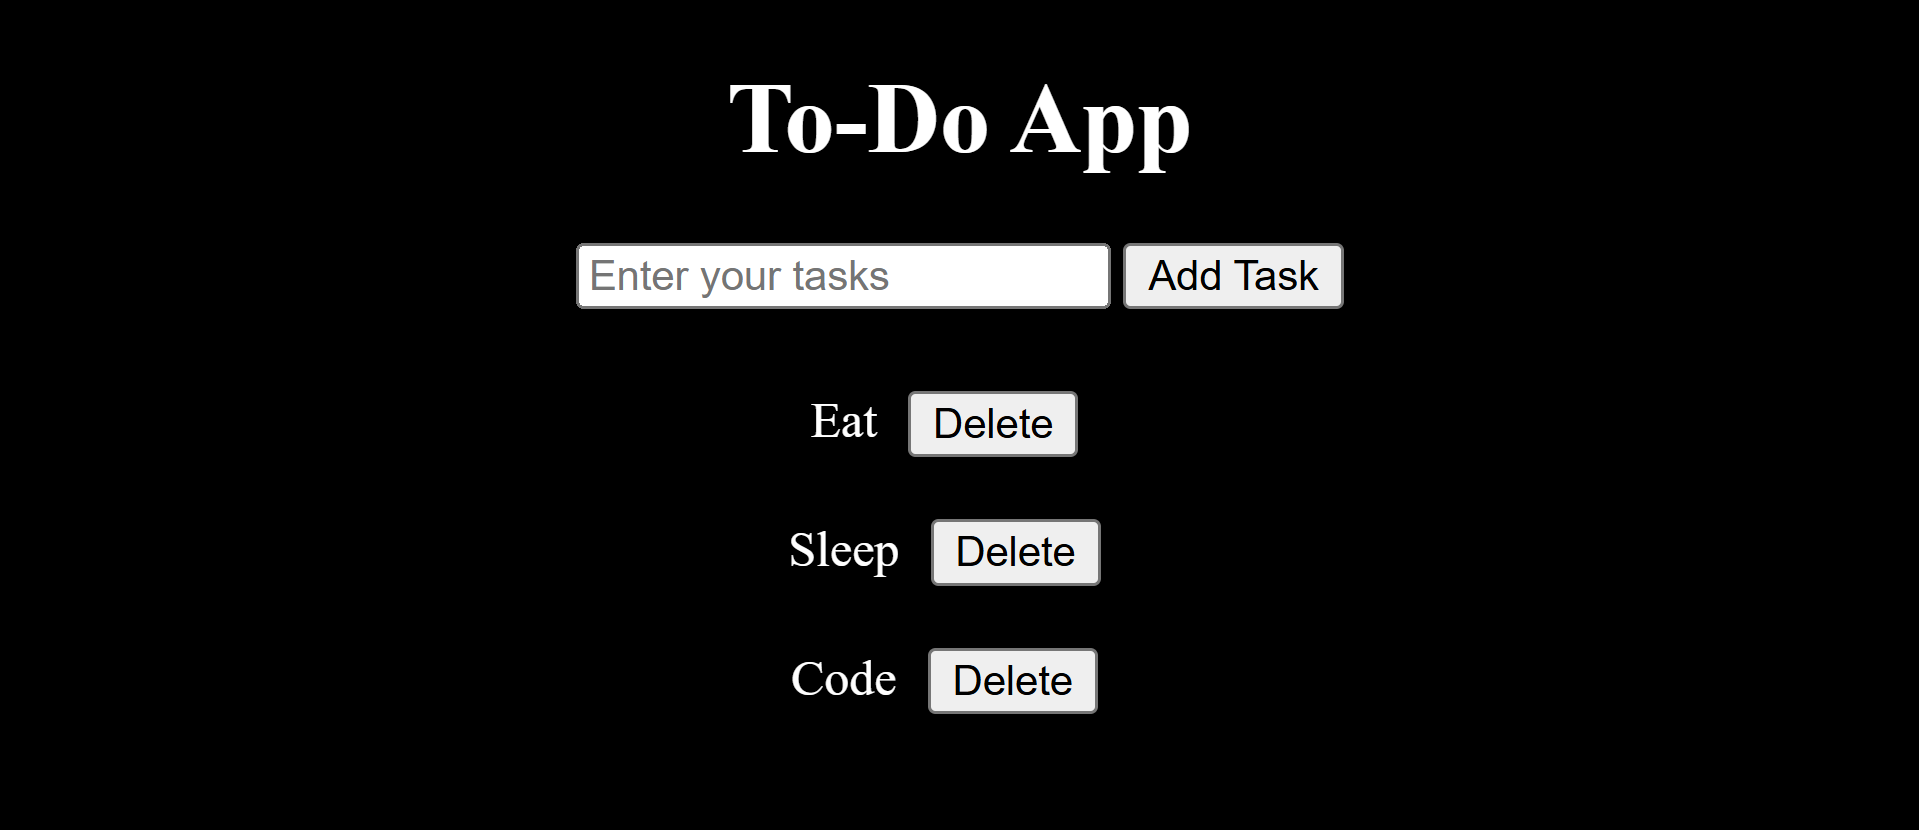 To-Do App
Enter your tasks Add Task
Eat Delete
Sleep Delete
Code Delete